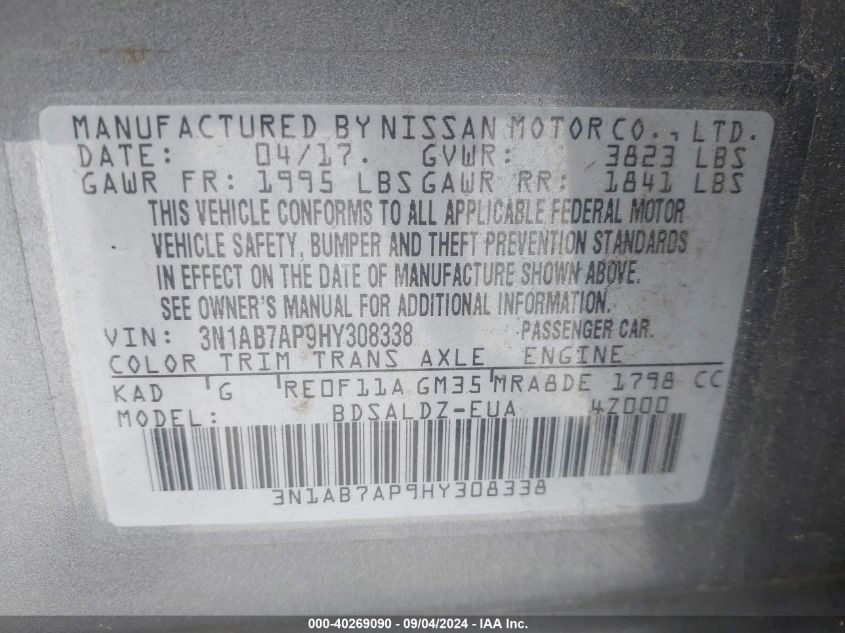 MANUFACTURED BY NISSAN MOTOR CO., LTD.
DATE: 04/17. GVWR: 3823 LBS
GAWR FR: 1995 LBS GAWR RR: 1841 LBS
THIS VEHICLE CONFORMS TO ALL APPLICABLE FEDERAL MOTOR
VEHICLE SAFETY, BUMPER AND THEFT PREVENTION STANDARDS
IN EFFECT ON THE DATE OF MANUFACTURE SHOWN ABOVE.
SEE OWNER'S MANUAL FOR ADDITIONAL INFORMATION.
VIN: 3N1AB7AP9HY308338 PASSENGER CAR.
COLOR TRIM TRANS AXLE ENGINE
KAD G RE0F11A GM35 MRA8DE 1798 CC
MODEL: BDSALDZ-EUA 4Z000
3N1AB7AP9HY308338
000-40269090 - 09/04/2024 - IAA Inc.